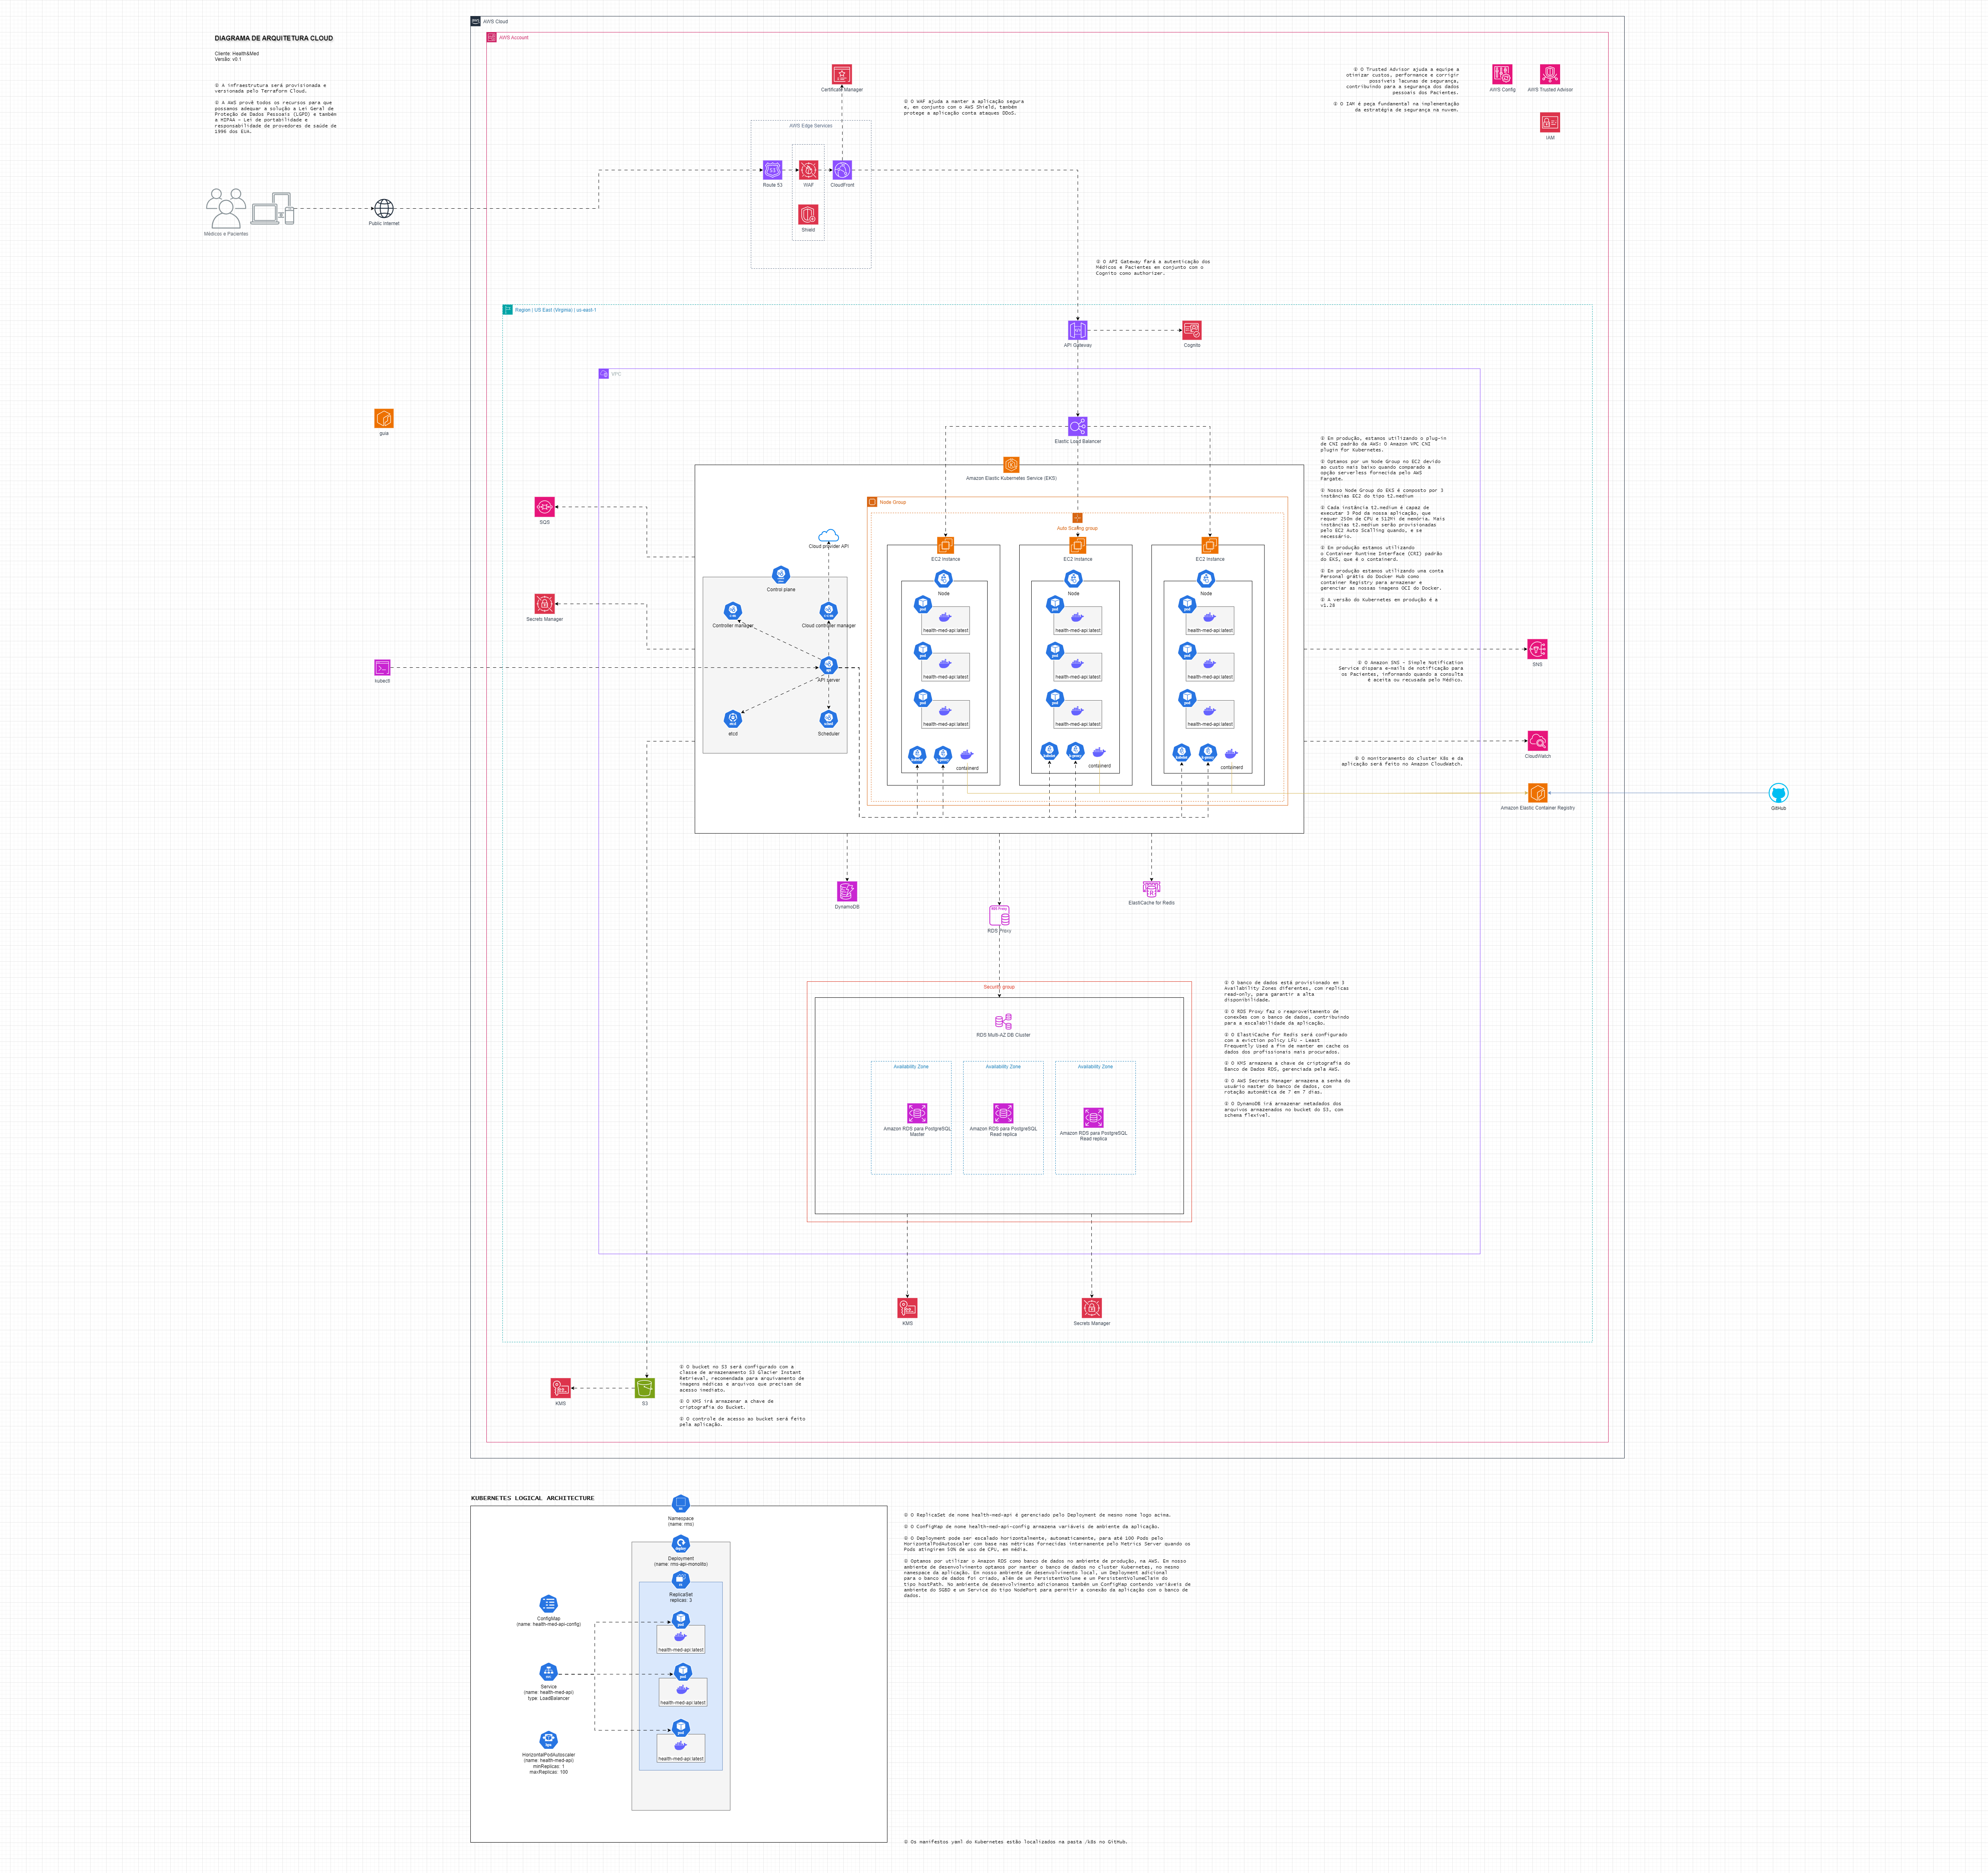 DIAGRAMA DE ARQUITETURA CLOUD
Cliente: Health&Med
Versão: v0.1
① A infraestrutura será provisionada e
versionada pelo Terraform Cloud.
② A AWS provê todos os recursos para que
possamos adequar a solução a Lei Geral de
Proteção de Dados Pessoais (LGPD) e também
a HIPAA - Lei de portabilidade e
responsabilidade de provedores de saúde de
1996 dos EUA.
Médicos e Pacientes
Public Internet
guia
kubectl
AWS Cloud
AWS Account
Certificate Manager
① O WAF ajuda a manter a aplicação segura
e, em conjunto com o AWS Shield, também
protege a aplicação conta ataques DDoS.
AWS Edge Services
Route 53
WAF
CloudFront
Shield
① O Trusted Advisor ajuda a equipe a
otimizar custos, performance e corrigir
possíveis lacunas de segurança,
contribuindo para a segurança dos dados
pessoais dos Pacientes.
② O IAM é peça fundamental na implementação
da estratégia de segurança na nuvem.
AWS Config
AWS Trusted Advisor
IAM
① O API Gateway fará a autenticação dos
Médicos e Pacientes em conjunto com o
Cognito como authorizer.
Region | US East (Virginia) | us-east-1
API Gateway
Cognito
VPC
Elastic Load Balancer
Amazon Elastic Kubernetes Service (EKS)
Node Group
Auto Scaling group
SQS
Secrets Manager
Cloud provider API
Control plane
Controller manager
Cloud controller manager
API server
etcd
Scheduler
EC2 Instance
EC2 Instance
EC2 Instance
Node
Node
Node
health-med-api:latest
health-med-api:latest
health-med-api:latest
health-med-api:latest
health-med-api:latest
health-med-api:latest
health-med-api:latest
health-med-api:latest
health-med-api:latest
containerd
containerd
containerd
① Em produção, estamos utilizando o plug-in
de CNI padrão da AWS: O Amazon VPC CNI
plugin for Kubernetes.
② Optamos por um Node Group no EC2 devido
ao custo mais baixo quando comparado a
opção serverless fornecida pelo AWS
Fargate.
③ Nosso Node Group do EKS é composto por 3
instâncias EC2 do tipo t2.medium
④ Cada instância t2.medium é capaz de
executar 3 Pod da nossa aplicação, que
requer 250m de CPU e 512Mi de memória. Mais
instâncias t2.medium serão provisionadas
pelo EC2 Auto Scalling quando, e se
necessário.
⑤ Em produção estamos utilizando
o Container Runtime Interface (CRI) padrão
do EKS, que é o containerd.
⑥ Em produção estamos utilizando uma conta
Personal grátis do Docker Hub como
container Registry para armazenar e
gerenciar as nossas imagens OCI do Docker.
⑦ A versão do Kubernetes em produção é a
v1.28
SNS
① O Amazon SNS - Simple Notification
Service dispara e-mails de notificação para
os Pacientes, informando quando a consulta
é aceita ou recusada pelo Médico.
CloudWatch
① O monitoramento do cluster K8s e da
aplicação será feito no Amazon CloudWatch.
Amazon Elastic Container Registry
GitHub
DynamoDB
RDS Proxy
ElastiCache for Redis
Security group
RDS Multi-AZ DB Cluster
Availability Zone
Availability Zone
Availability Zone
Amazon RDS para PostgreSQL
Master
Amazon RDS para PostgreSQL
Read replica
Amazon RDS para PostgreSQL
Read replica
① O banco de dados está provisionado em 3
Availability Zones diferentes, com replicas
read-only, para garantir a alta
disponibilidade.
② O RDS Proxy faz o reaproveitamento de
conexões com o banco de dados, contribuindo
para a escalabilidade da aplicação.
③ O ElastiCache for Redis será configurado
com a eviction policy LFU - Least
Frequently Used a fim de manter em cache os
dados dos profissionais mais procurados.
④ O KMS armazena a chave de criptografia do
Banco de Dados RDS, gerenciada pela AWS.
⑤ O AWS Secrets Manager armazena a senha do
usuário master do banco de dados, com
rotação automática de 7 em 7 dias.
⑥ O DynamoDB irá armazenar metadados dos
arquivos armazenados no bucket do S3, com
schema flexível.
KMS
Secrets Manager
KMS
S3
① O bucket no S3 será configurado com a
classe de armazenamento S3 Glacier Instant
Retrieval, recomendada para arquivamento de
imagens médicas e arquivos que precisam de
acesso imediato.
② O KMS irá armazenar a chave de
criptografia do Bucket.
③ O controle de acesso ao bucket será feito
pela aplicação.
KUBERNETES LOGICAL ARCHITECTURE
Namespace
(name: rms)
Deployment
(name: rms-api-monolito)
ReplicaSet
replicas: 3
health-med-api:latest
health-med-api:latest
health-med-api:latest
ConfigMap
(name: health-med-api-config)
Service
(name: health-med-api)
type: LoadBalancer
HorizontalPodAutoscaler
(name: health-med-api)
minReplicas: 1
maxReplicas: 100
① O ReplicaSet de nome health-med-api é gerenciado pelo Deployment de mesmo nome logo acima.
② O ConfigMap de nome health-med-api-config armazena variáveis de ambiente da aplicação.
③ O Deployment pode ser escalado horizontalmente, automaticamente, para até 100 Pods pelo
HorizontalPodAutoscaler com base nas métricas fornecidas internamente pelo Metrics Server quando os
Pods atingirem 50% de uso de CPU, em média.
④ Optamos por utilizar o Amazon RDS como banco de dados no ambiente de produção, na AWS. Em nosso
ambiente de desenvolvimento optamos por manter o banco de dados no cluster Kubernetes, no mesmo
namespace da aplicação. Em nosso ambiente de desenvolvimento local, um Deployment adicional
para o banco de dados foi criado, além de um PersistentVolume e um PersistentVolumeClaim do
tipo hostPath. No ambiente de desenvolvimento adicionamos também um ConfigMap contendo variáveis de
ambiente do SGBD e um Service do tipo NodePort para permitir a conexão da aplicação com o banco de
dados.
① Os manifestos yaml do Kubernetes estão localizados na pasta /k8s no GitHub.